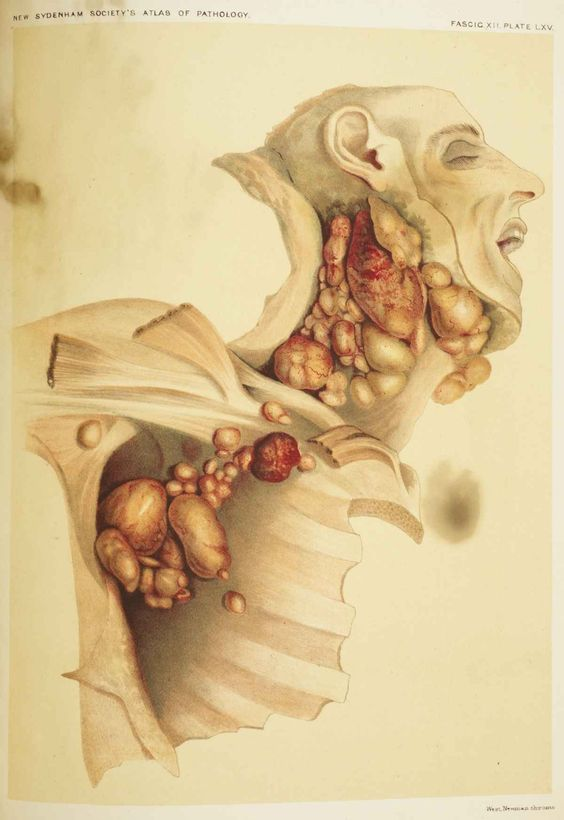 NEW SYDENHAM SOCIETY'S ATLAS OF PATHOLOGY.
FASCIC XII. PLATE LXV.
West, Newman chromo